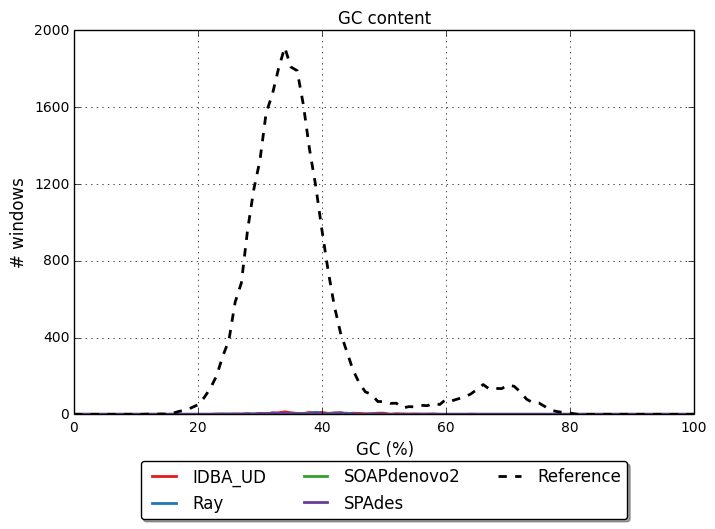 GC content
2000
1600
1200
800
400
0
# windows
0 20 40 60 80 100
GC (%)
IDBA_UD SOAPdenovo2 Reference
Ray SPAdes